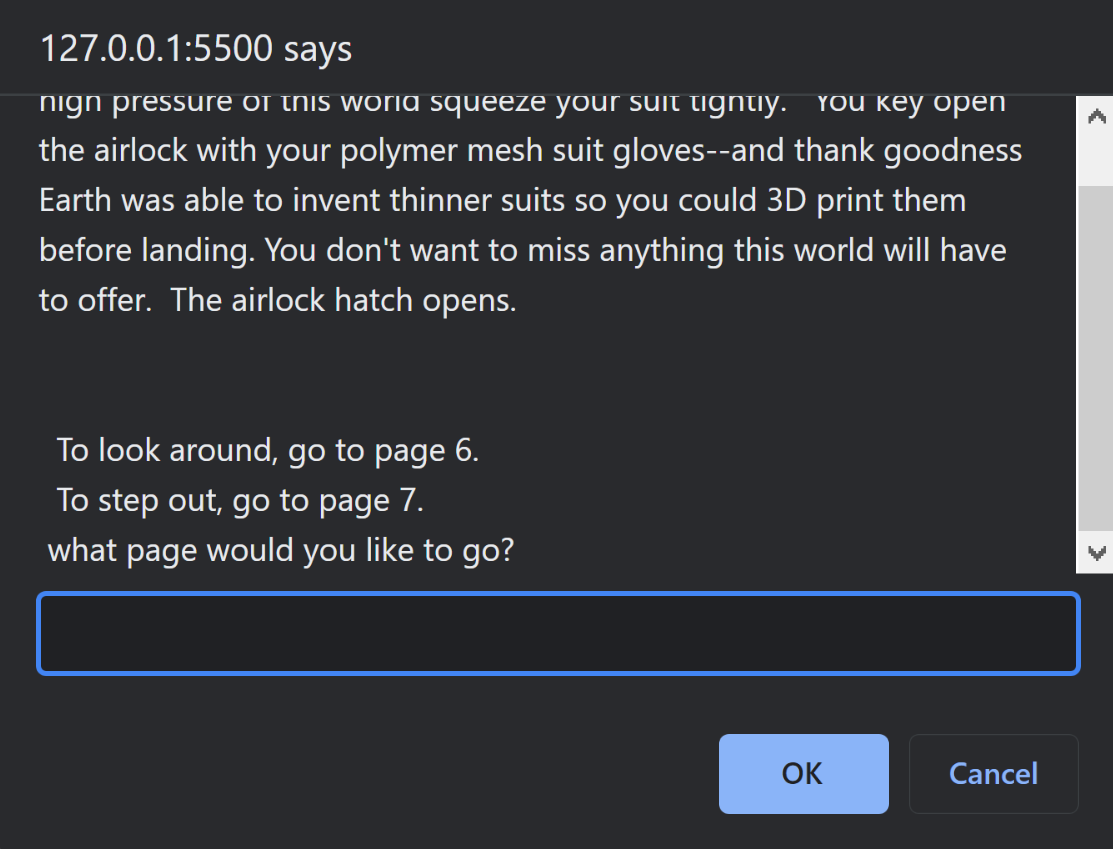 127.0.0.1:5500 says
high pressure of this world squeeze your suit tightly.   You key open
the airlock with your polymer mesh suit gloves--and thank goodness
Earth was able to invent thinner suits so you could 3D print them
before landing. You don't want to miss anything this world will have
to offer.  The airlock hatch opens.
To look around, go to page 6.
To step out, go to page 7.
what page would you like to go?
OK
Cancel